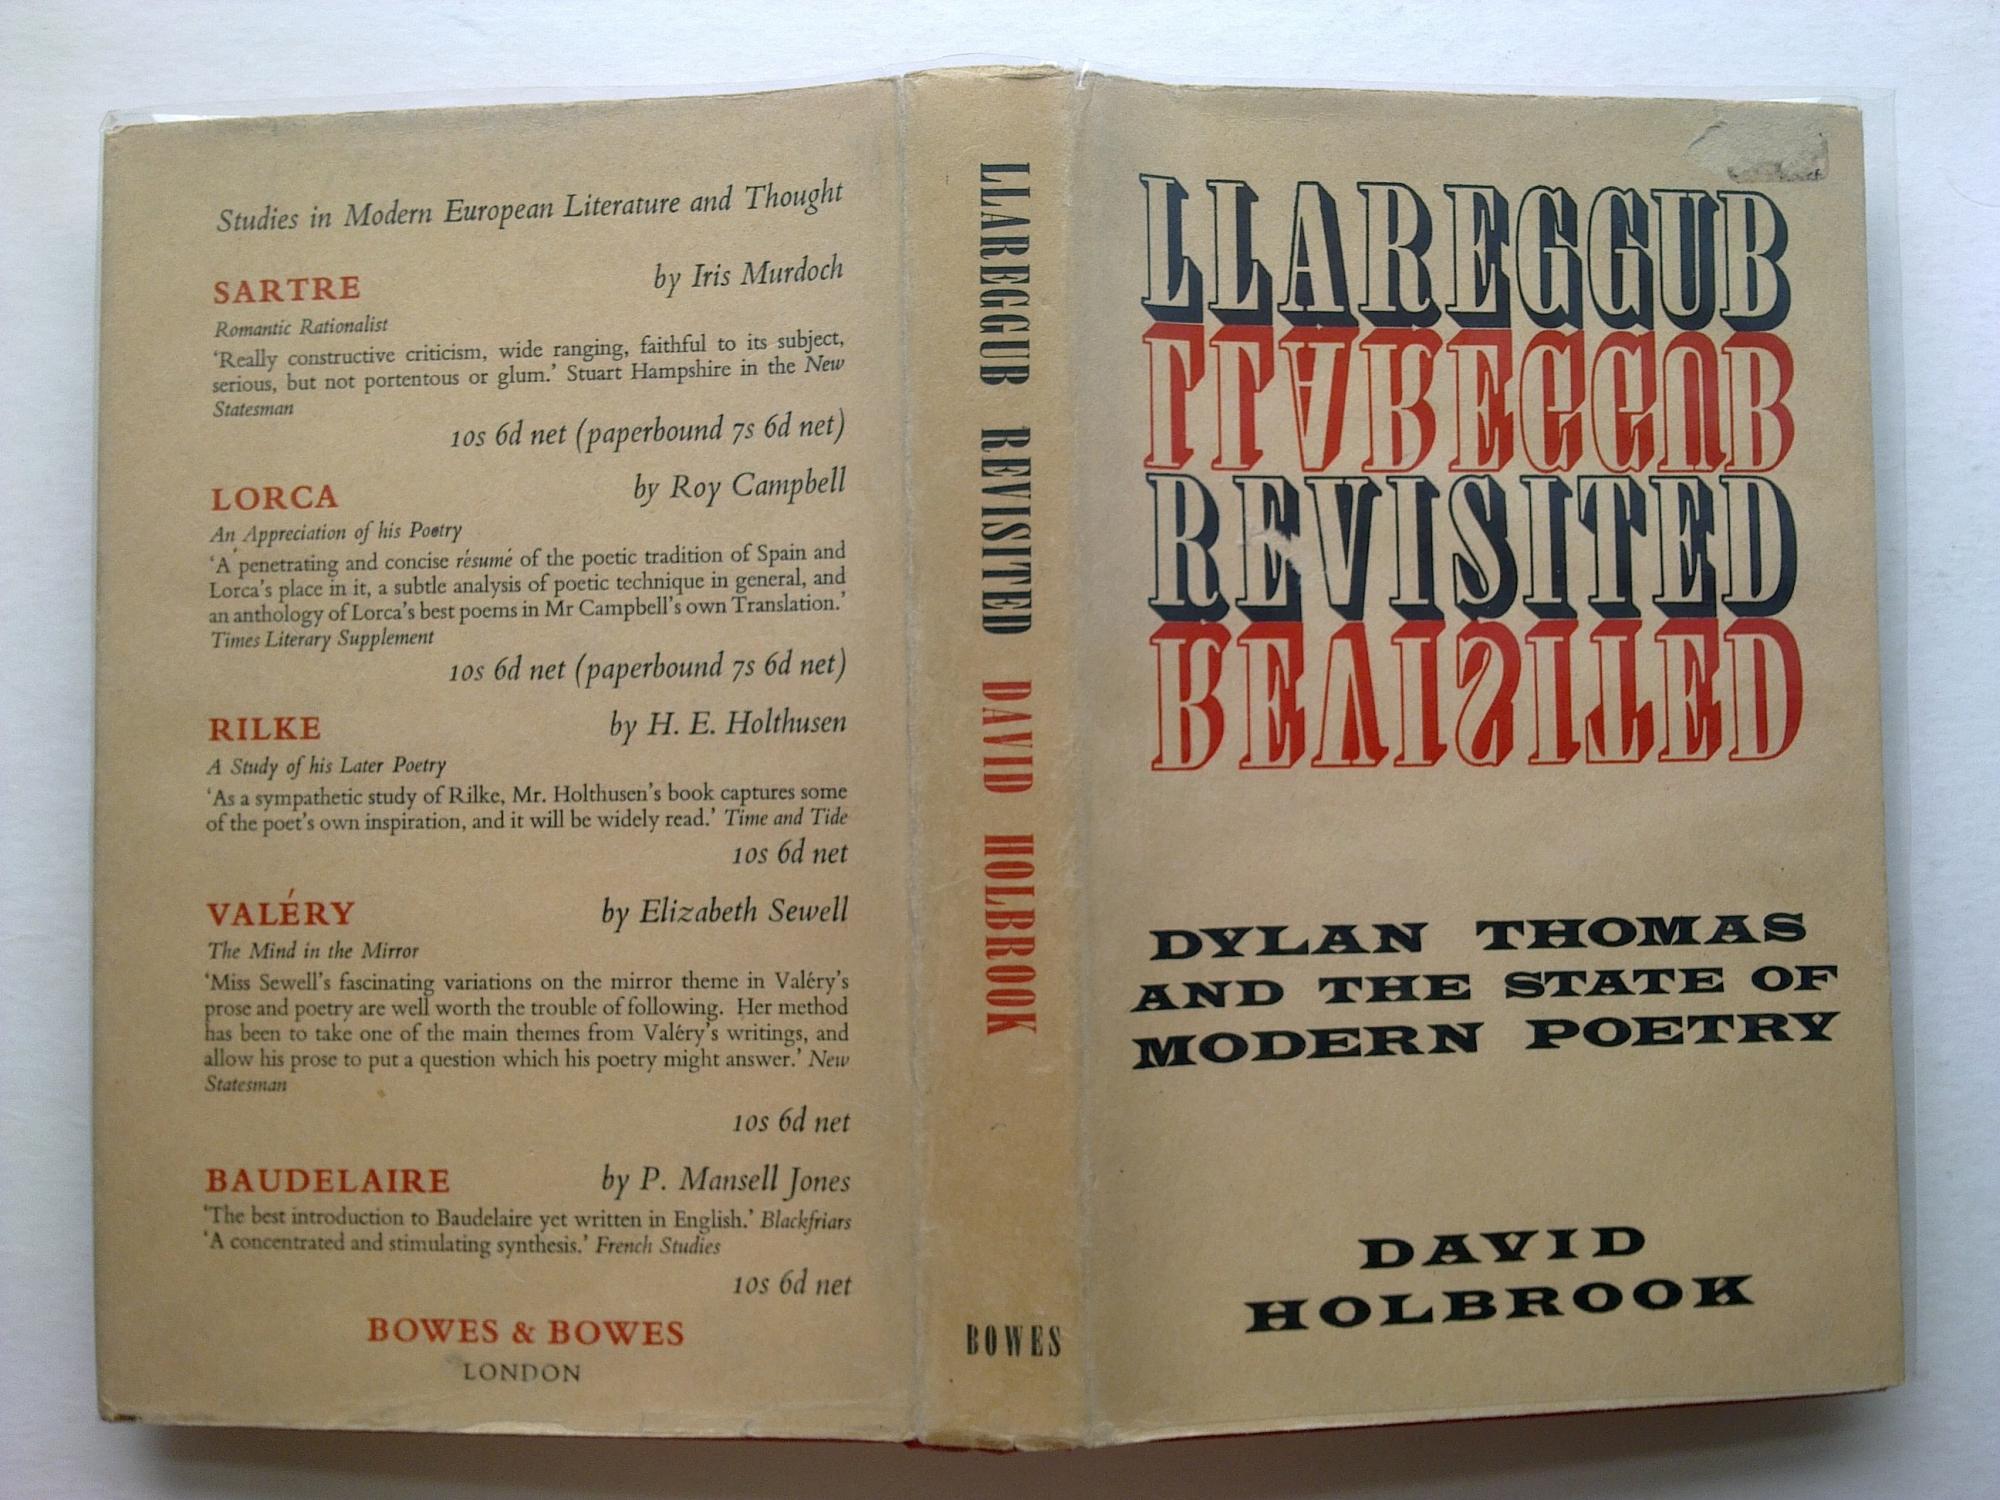 Studies in Modern European Literature and Thought
SARTRE by Iris Murdoch
Romantic Rationalist
'Really constructive criticism, wide ranging, faithful to its subject,
serious, but not portentous or glum.' Stuart Hampshire in the New
Statesman
10s 6d net (paperbound 7s 6d net)
LORCA by Roy Campbell
An Appreciation of his Poetry
'A penetrating and concise résumé of the poetic tradition of Spain and
Lorca's place in it, a subtle analysis of poetic technique in general, and
an anthology of Lorca's best poems in Mr Campbell's own Translation.'
Times Literary Supplement
10s 6d net (paperbound 7s 6d net)
RILKE by H. E. Holthusen
A Study of his Later Poetry
'As a sympathetic study of Rilke, Mr. Holthusen's book captures some
of the poet's own inspiration, and it will be widely read.' Time and Tide
10s 6d net
VALÉRY by Elizabeth Sewell
The Mind in the Mirror
'Miss Sewell's fascinating variations on the mirror theme in Valéry's
prose and poetry are well worth the trouble of following. Her method
has been to take one of the main themes from Valéry's writings, and
allow his prose to put a question which his poetry might answer.' New
Statesman
10s 6d net
BAUDELAIRE by P. Mansell Jones
'The best introduction to Baudelaire yet written in English.' Blackfriars
'A concentrated and stimulating synthesis.' French Studies
10s 6d net
BOWES & BOWES
LONDON
LLAREGGUB REVISITED DAVID HOLBROOK
BOWES
LLAREGGUB
LLAREGGUB
REVISITED
REVISITED
DYLAN THOMAS
AND THE STATE OF
MODERN POETRY
DAVID
HOLBROOK